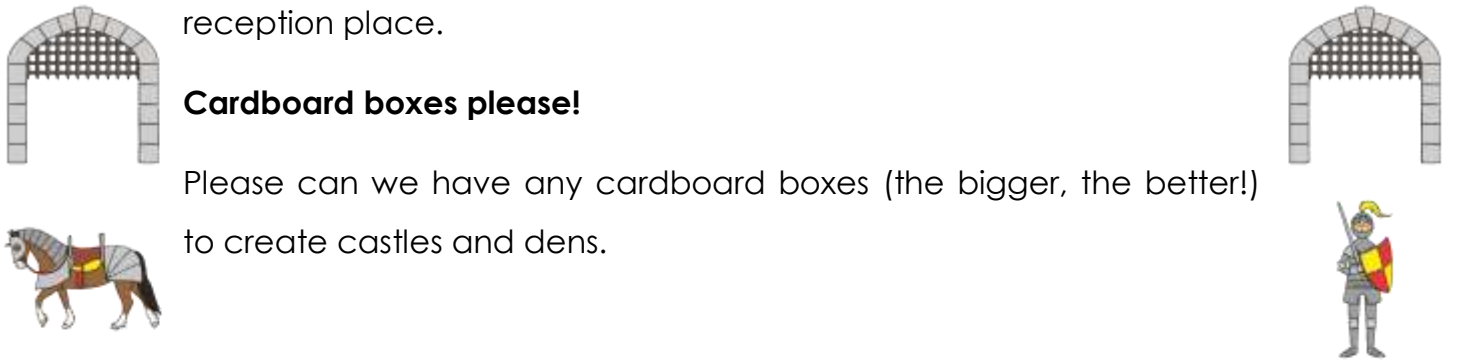 reception place.
Cardboard boxes please!
Please can we have any cardboard boxes (the bigger, the better!)
to create castles and dens.